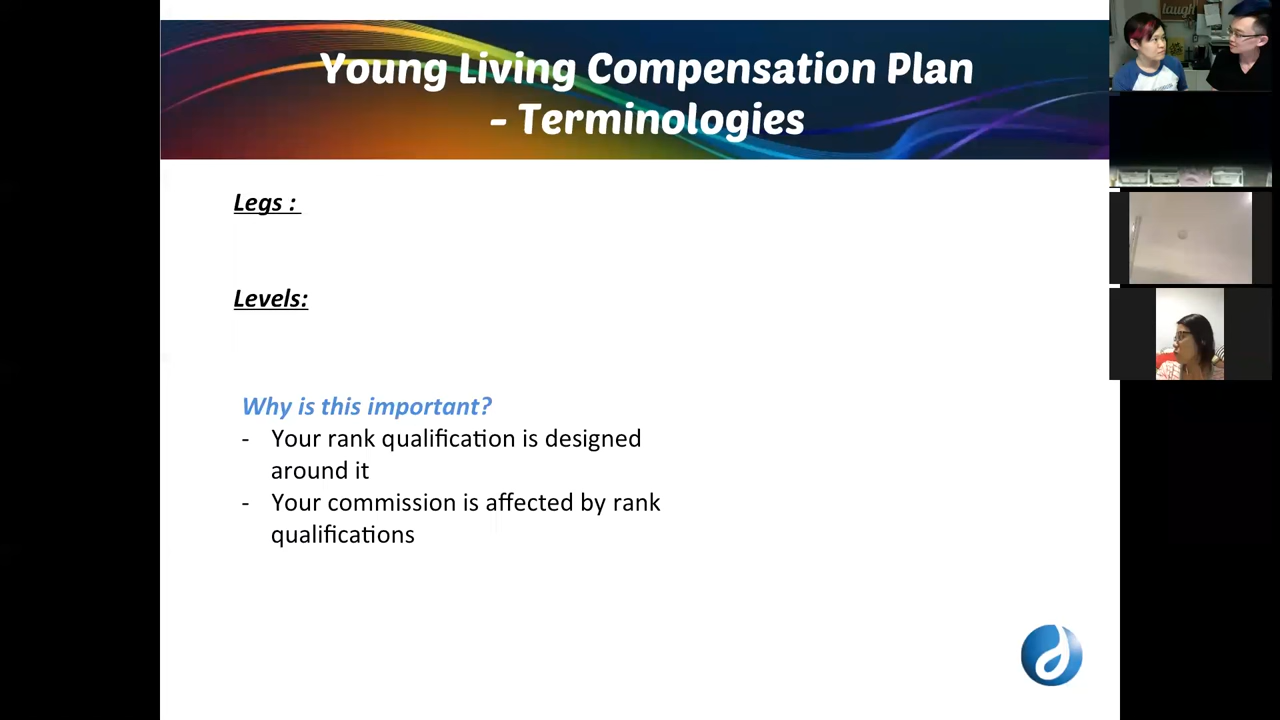 Young Living Compensation Plan
- Terminologies
laugh
Legs :
Levels:
Why is this important?
- Your rank qualification is designed
around it
- Your commission is affected by rank
qualifications